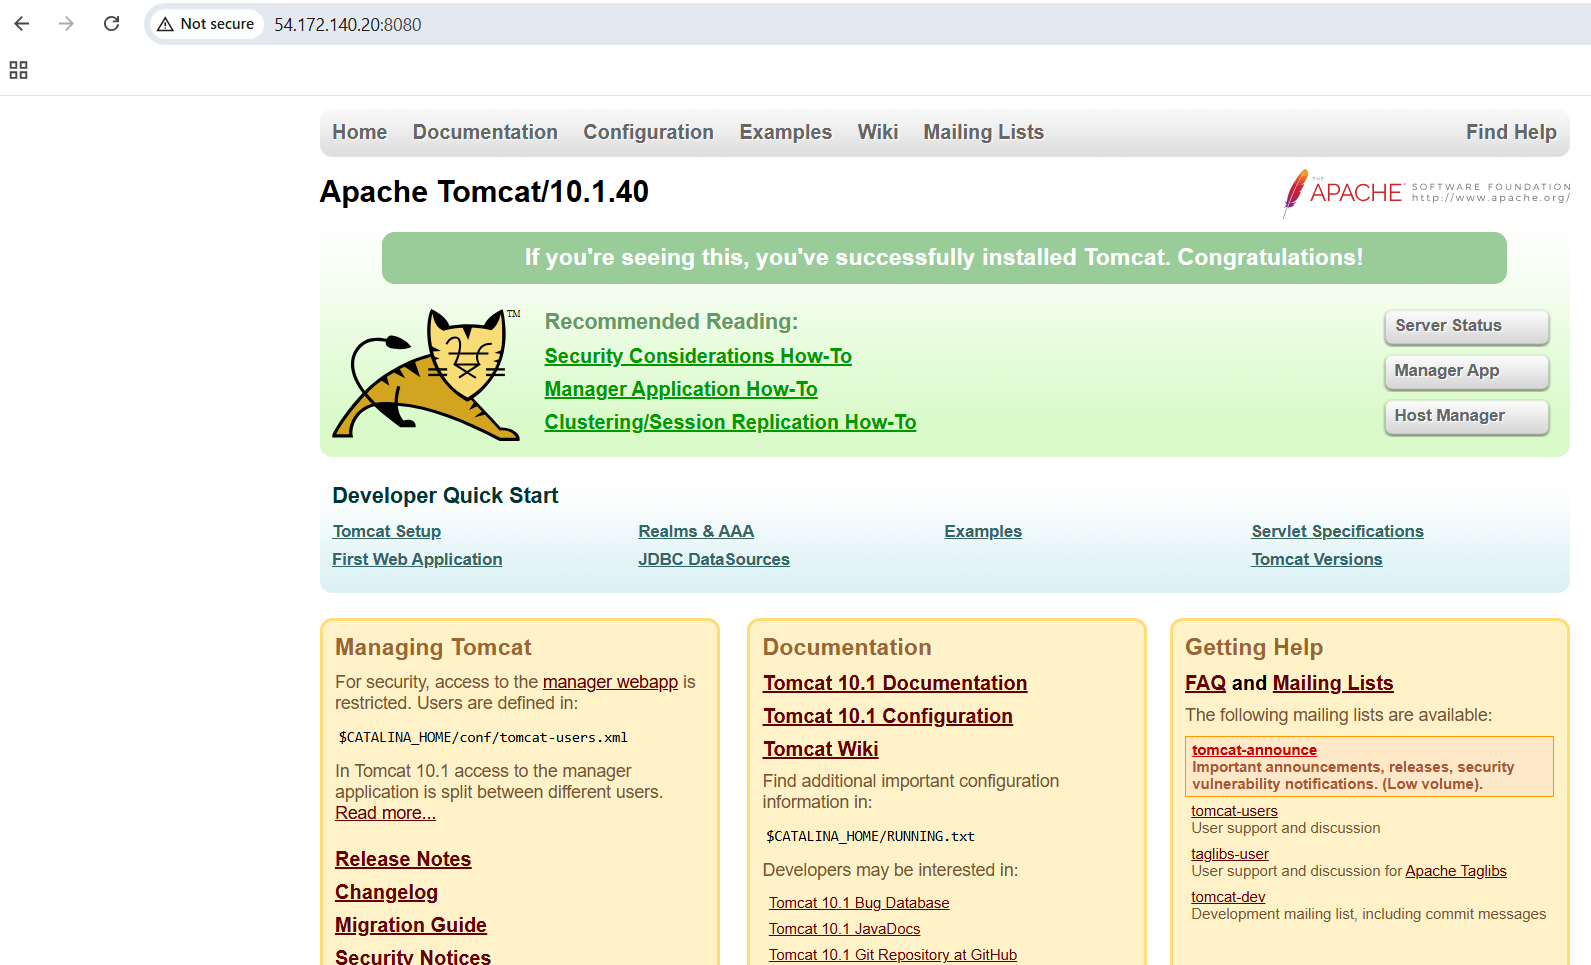 Not secure
54.172.140.20:8080
Home
Documentation
Configuration
Examples
Wiki
Mailing Lists
Find Help
Apache Tomcat/10.1.40
THE
APACHE
SOFTWARE FOUNDATION
http://www.apache.org/
If you're seeing this, you've successfully installed Tomcat. Congratulations!
TM
Recommended Reading:
Security Considerations How-To
Manager Application How-To
Clustering/Session Replication How-To
Server Status
Manager App
Host Manager
Developer Quick Start
Tomcat Setup
First Web Application
Realms & AAA
JDBC DataSources
Examples
Servlet Specifications
Tomcat Versions
Managing Tomcat
For security, access to the manager webapp is
restricted. Users are defined in:
$CATALINA_HOME/conf/tomcat-users.xml
In Tomcat 10.1 access to the manager
application is split between different users.
Read more...
Release Notes
Changelog
Migration Guide
Security Notices
Documentation
Tomcat 10.1 Documentation
Tomcat 10.1 Configuration
Tomcat Wiki
Find additional important configuration
information in:
$CATALINA_HOME/RUNNING.txt
Developers may be interested in:
Tomcat 10.1 Bug Database
Tomcat 10.1 JavaDocs
Tomcat 10.1 Git Repository at GitHub
Getting Help
FAQ and Mailing Lists
The following mailing lists are available:
tomcat-announce
Important announcements, releases, security
vulnerability notifications. (Low volume).
tomcat-users
User support and discussion
taglibs-user
User support and discussion for Apache Taglibs
tomcat-dev
Development mailing list, including commit messages